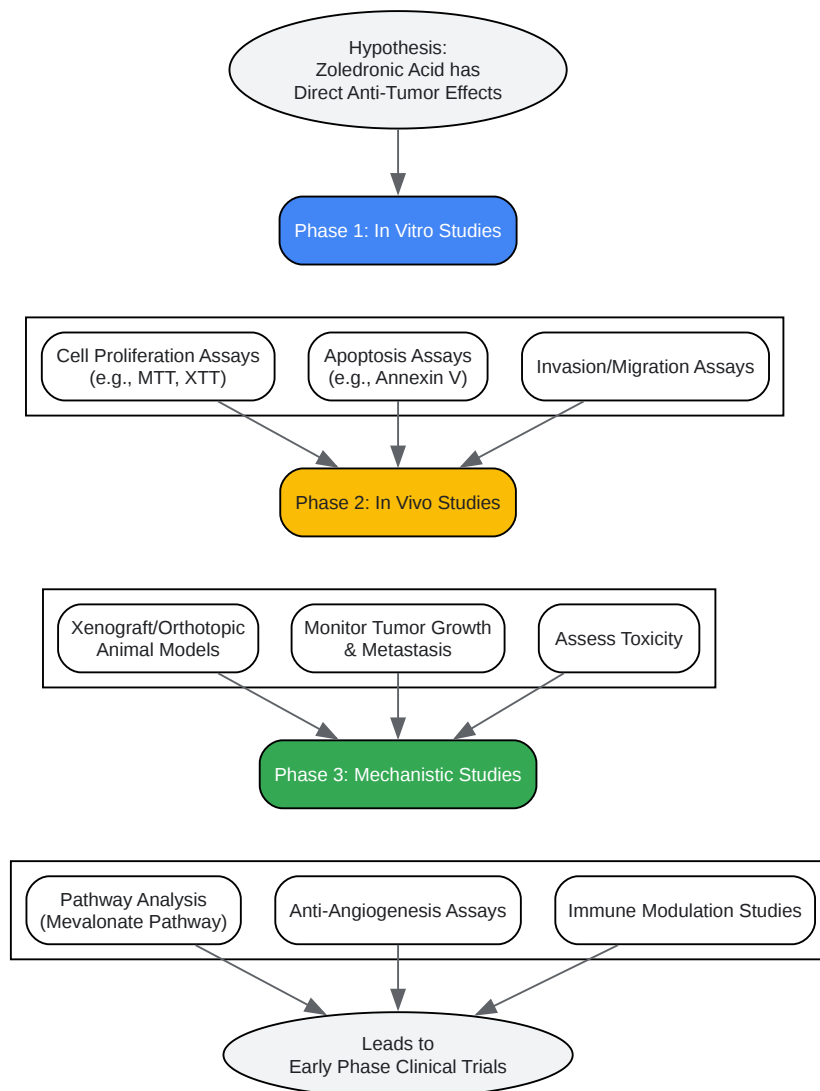 Hypothesis:
Zoledronic Acid has
Direct Anti-Tumor Effects
Phase 1: In Vitro Studies
Cell Proliferation Assays
(e.g., MTT, XTT)
Apoptosis Assays
(e.g., Annexin V)
Invasion/Migration Assays
Phase 2: In Vivo Studies
Xenograft/Orthotopic
Animal Models
Monitor Tumor Growth
& Metastasis
Assess Toxicity
Phase 3: Mechanistic Studies
Pathway Analysis
(Mevalonate Pathway)
Anti-Angiogenesis Assays
Immune Modulation Studies
Leads to
Early Phase Clinical Trials